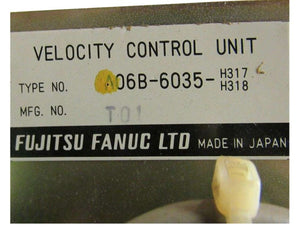 VELOCITY CONTROL UNIT
TYPE NO. A06B-6035- H317
H318
MFG. NO. T01
FUJITSU FANUC LTD MADE IN JAPAN